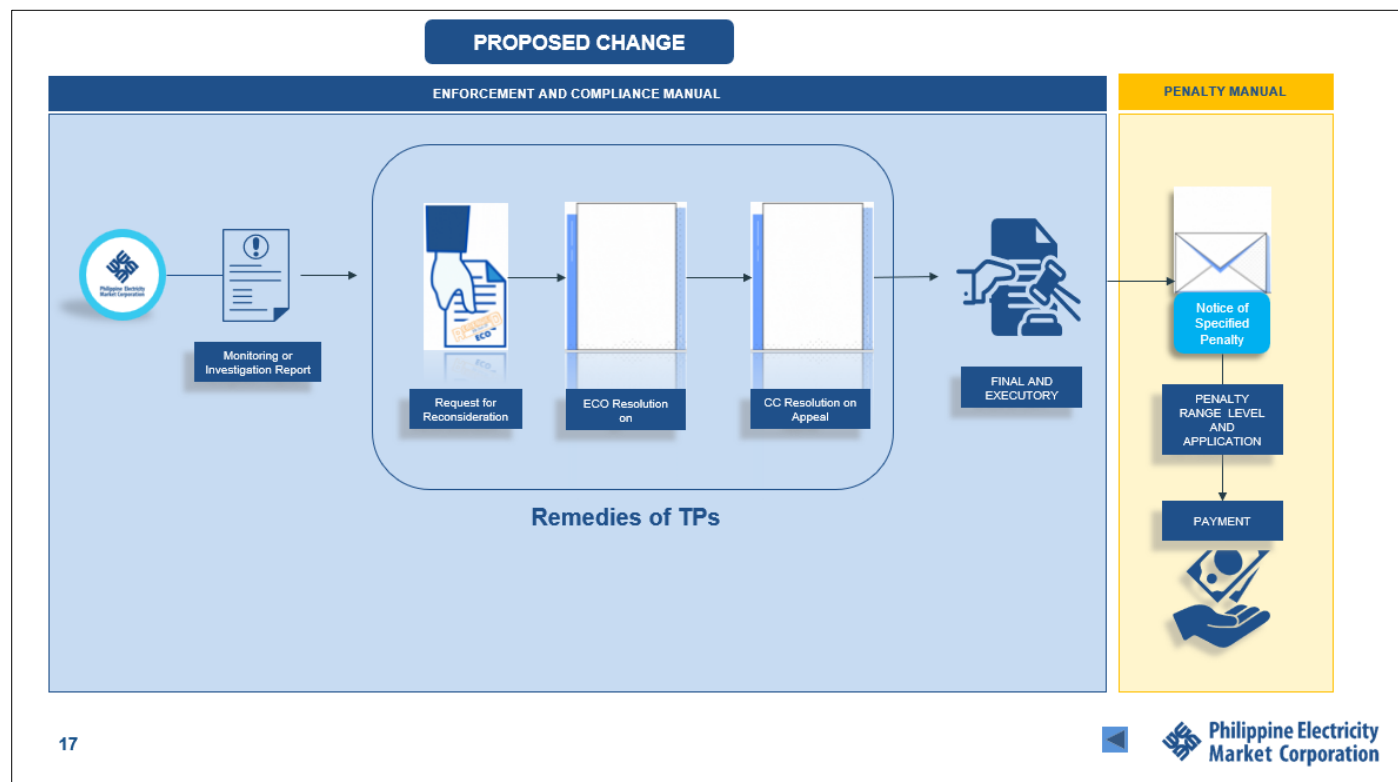 PROPOSED CHANGE
ENFORCEMENT AND COMPLIANCE MANUAL
PENALTY MANUAL
Philippine Electricity
Market Corporation
Monitoring or
Investigation Report
ECO
Request for
Reconsideration
ECO Resolution
on
CC Resolution on
Appeal
Remedies of TPs
FINAL AND
EXECUTORY
Notice of
Specified
Penalty
PENALTY
RANGE LEVEL
AND
APPLICATION
PAYMENT
17
Philippine Electricity
Market Corporation